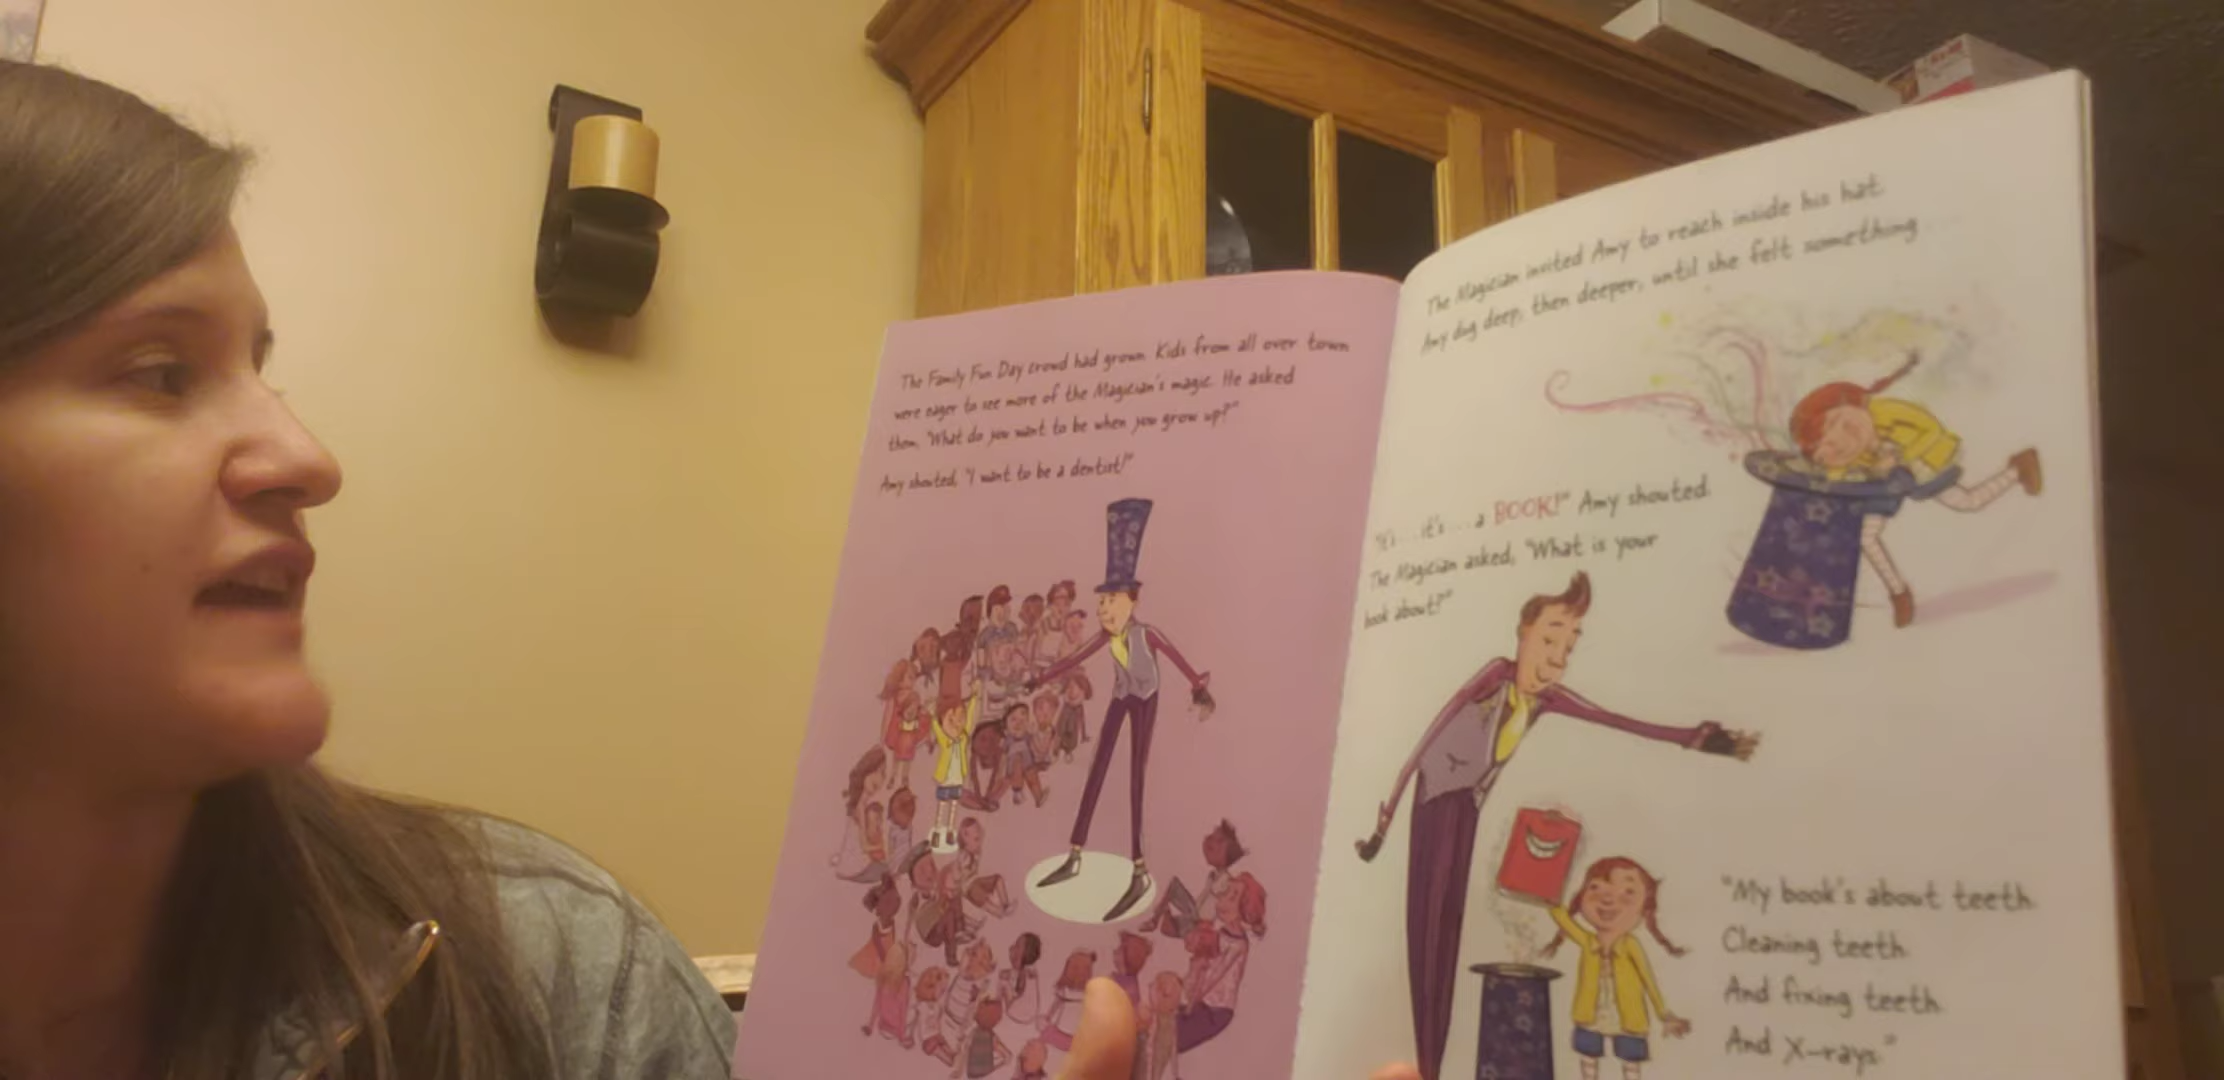 The Family Fun Day crowd had grown. Kids from all over town
were eager to see more of the Magician's magic. He asked
them, "What do you want to be when you grow up?"
Amy shouted, "I want to be a dentist!"
The Magician invited Amy to reach inside his hat.
Amy dug deep, then deeper, until she felt something . . .
"It's . . . it's . . . a BOOK!" Amy shouted.
The Magician asked, "What is your
book about?"
"My book's about teeth.
Cleaning teeth.
And fixing teeth.
And X-rays."